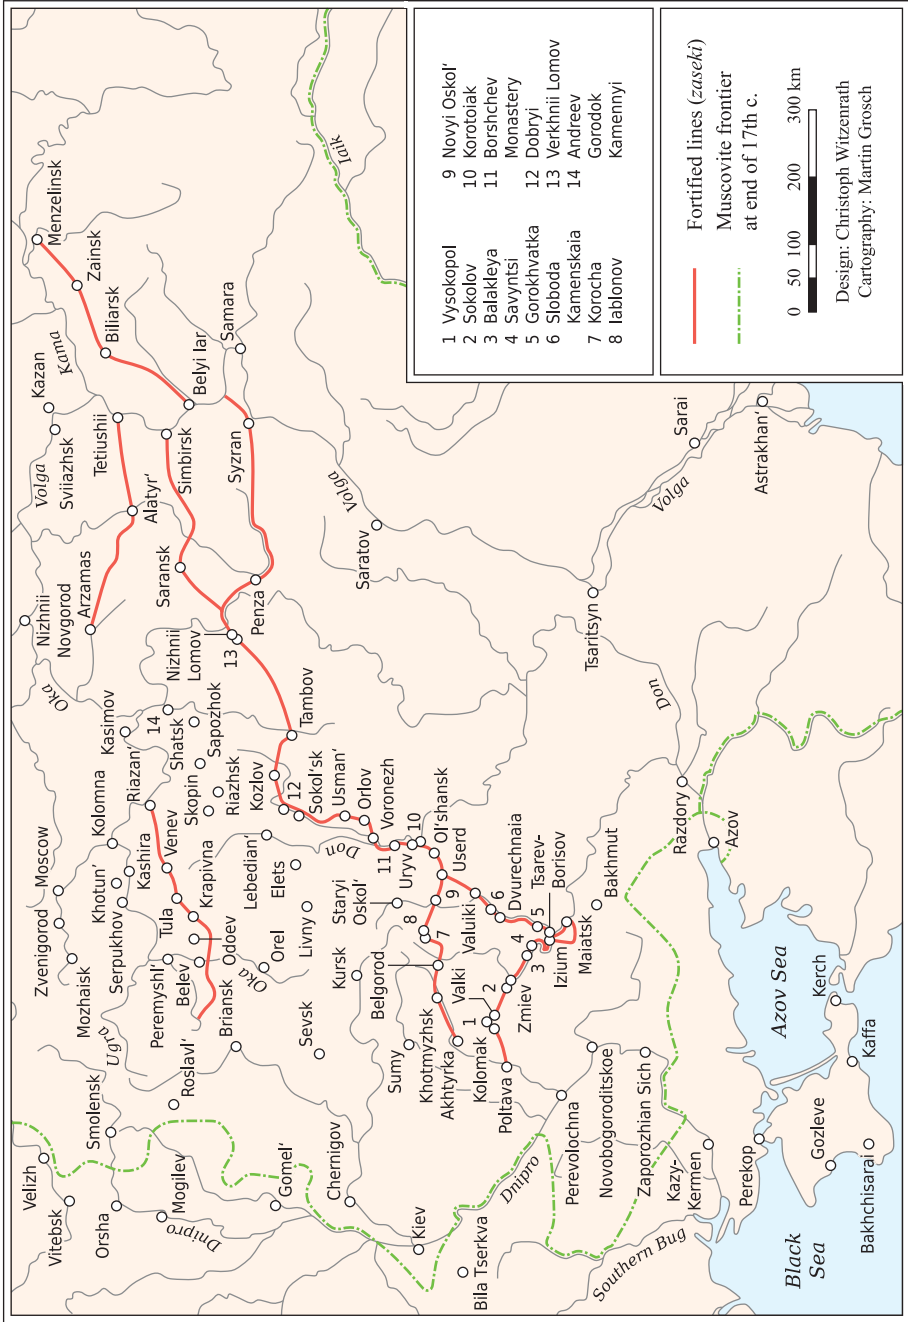 Velizh
Vitebsk
Orsha
Mogilev
Dnipro
Smolensk
Roslavl'
Gomel'
Chernigov
Kiev
Bila Tserkva
Zvenigorod
Moscow
Mozhaisk
Ugra
Serpukhov
Khotun'
Kolomna
Kashira
Riazan'
Kasimov
Oka
Nizhnii
Novgorod
Arzamas
Volga
Sviiazhsk
Kazan
Kama
Menzelinsk
Zainsk
Biliarsk
Tetiushii
Alatyr'
Belyi Iar
Simbirsk
Samara
Syzran
Saransk
Penza
Nizhnii
Lomov
13
14
Shatsk
Sapozhok
Skopin
Riazhsk
Tambov
Kozlov
12
Sokol'sk
Usman'
Orlov
Voronezh
Venev
Tula
Krapivna
Odoev
Peremyshl'
Belev
Briansk
Oka
Orel
Lebedian'
Elets
Livny
Don
11
Uryv
10
Ol'shansk
Userd
Staryi
Oskol'
Kursk
Sevsk
Belgorod
8
7
9
Valuiki
6
Dvurechnaia
Tsarev-
Borisov
5
4
3
Izium
Maiatsk
Bakhmut
Sumy
Khotmyzhsk
Akhtyrka
Kolomak
1
Valki
2
Zmiev
Poltava
Dnipro
Perevolochna
Novobogoroditskoe
Zaporozhian Sich
Kazy-
Kermen
Southern Bug
Perekop
Black
Sea
Gozleve
Bakhchisarai
Kaffa
Kerch
Azov Sea
Azov
Razdory
Don
Tsaritsyn
Saratov
Volga
Volga
Sarai
Astrakhan'
Iaik
1 Vysokopol
2 Sokolov
3 Balakleya
4 Savyntsi
5 Gorokhvatka
6 Sloboda
Kamenskaia
7 Korocha
8 Iablonov
9 Novyi Oskol'
10 Korotoiak
11 Borshchev
Monastery
12 Dobryi
13 Verkhnii Lomov
14 Andreev
Gorodok
Kamennyi
Fortified lines (zaseki)
Muscovite frontier
at end of 17th c.
0 50 100 200 300 km
Design: Christoph Witzenrath
Cartography: Martin Grosch